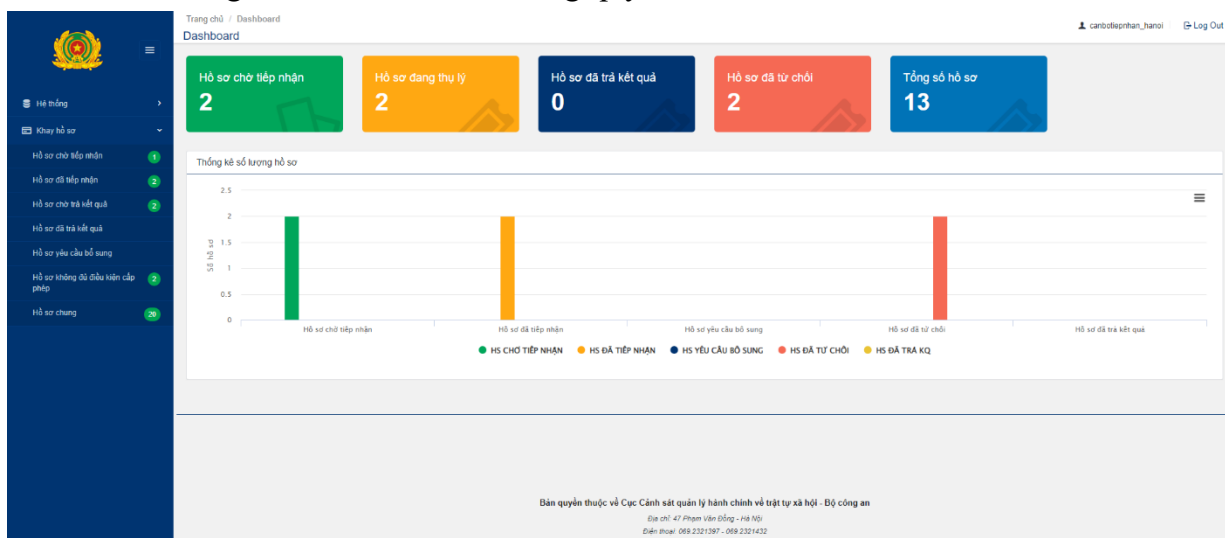 Trang chủ / Dashboard
Dashboard
canbotiepnhan_hanoi
Log Out
Hệ thống
Khay hồ sơ
Hồ sơ chờ tiếp nhận 1
Hồ sơ đã tiếp nhận 2
Hồ sơ chờ trả kết quả 2
Hồ sơ đã trả kết quả
Hồ sơ yêu cầu bổ sung
Hồ sơ không đủ điều kiện cấp
phép 2
Hồ sơ chung 20
Hồ sơ chờ tiếp nhận
2
Hồ sơ đang thụ lý
2
Hồ sơ đã trả kết quả
0
Hồ sơ đã từ chối
2
Tổng số hồ sơ
13
Thống kê số lượng hồ sơ
Số hồ sơ
2.5
2
1.5
1
0.5
0
Hồ sơ chờ tiếp nhận
Hồ sơ đã tiếp nhận
Hồ sơ yêu cầu bổ sung
Hồ sơ đã từ chối
Hồ sơ đã trả kết quả
HS CHỜ TIẾP NHẬN
HS ĐÃ TIẾP NHẬN
HS YÊU CẦU BỔ SUNG
HS ĐÃ TỪ CHỐI
HS ĐÃ TRẢ KQ
Bản quyền thuộc về Cục Cảnh sát quản lý hành chính về trật tự xã hội - Bộ công an
Địa chỉ: 47 Phạm Văn Đồng - Hà Nội
Điện thoại: 069.2321397 - 069.2321432